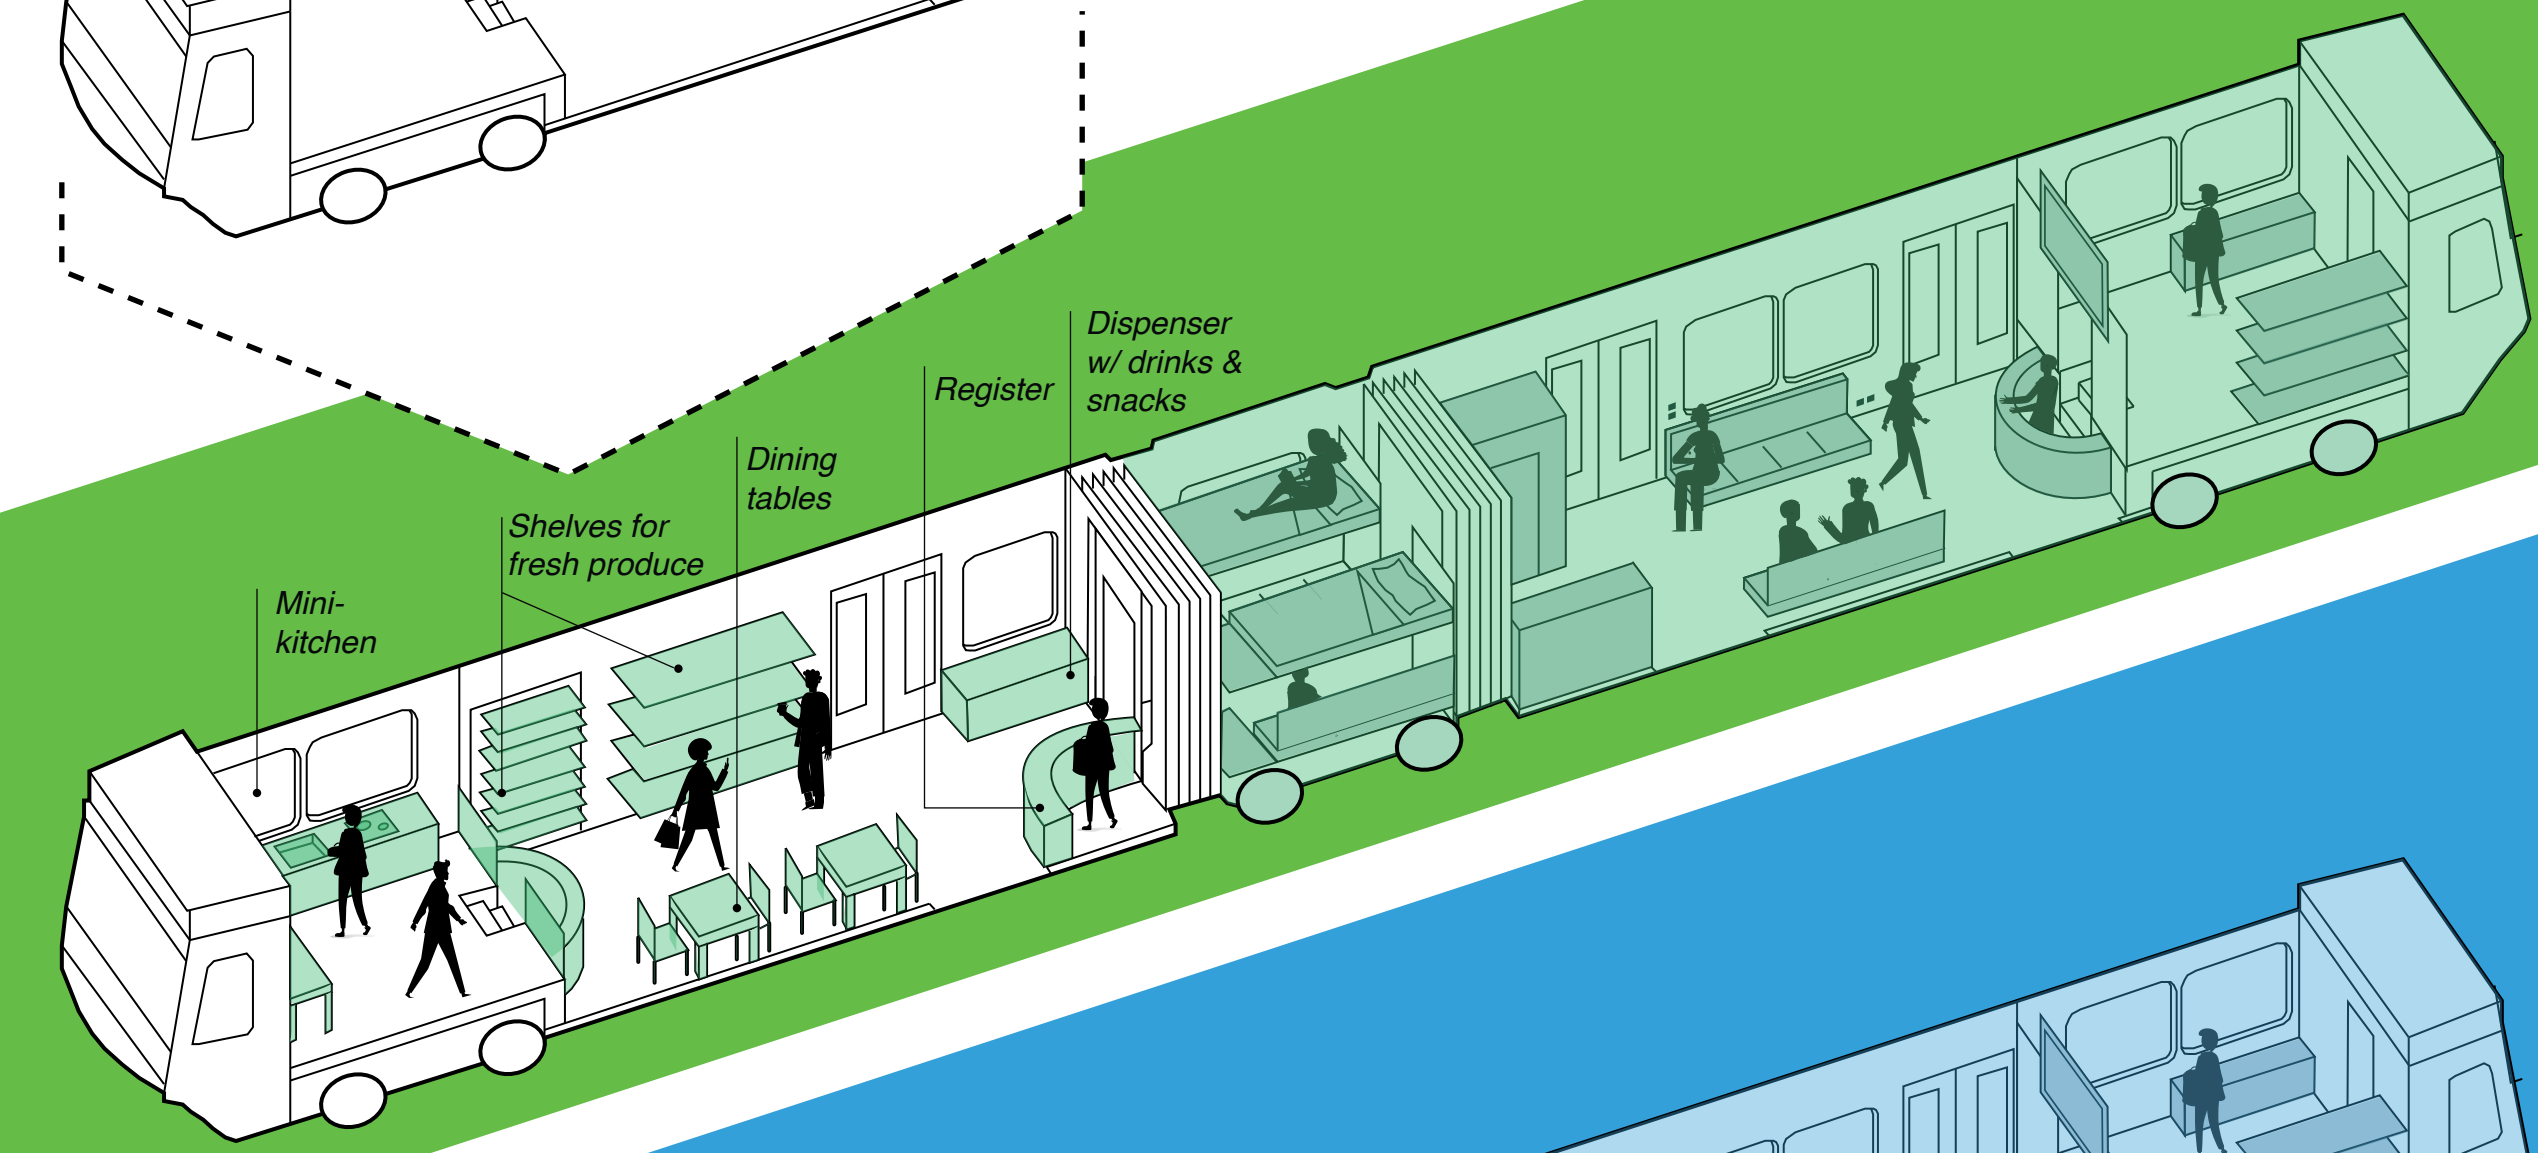 Dispenser
w/ drinks &
snacks
Register
Dining
tables
Shelves for
fresh produce
Mini-
kitchen